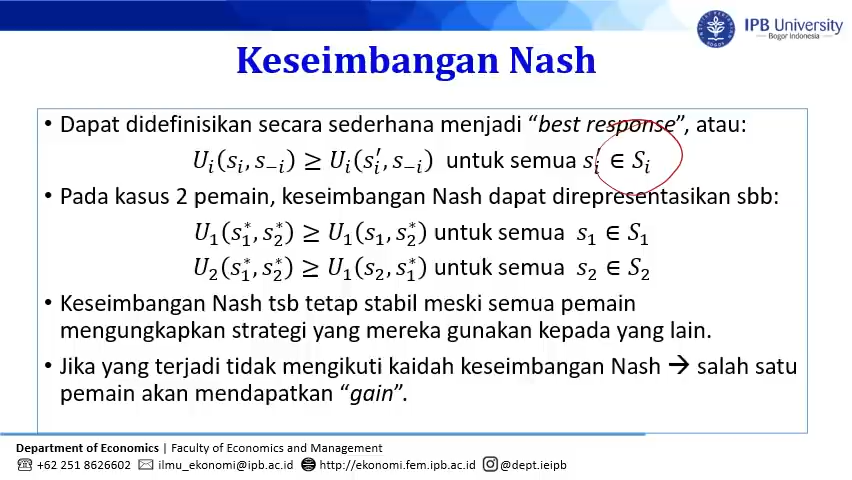 IPB University
Bogor Indonesia
Keseimbangan Nash
• Dapat didefinisikan secara sederhana menjadi “best response”, atau:
U_i(s_i, s_{-i}) ≥ U_i(s_i′, s_{-i}) untuk semua s_i′ ∈ S_i
• Pada kasus 2 pemain, keseimbangan Nash dapat direpresentasikan sbb:
U_1(s_1^*, s_2^*) ≥ U_1(s_1, s_2^*) untuk semua s_1 ∈ S_1
U_2(s_1^*, s_2^*) ≥ U_1(s_2, s_1^*) untuk semua s_2 ∈ S_2
• Keseimbangan Nash tsb tetap stabil meski semua pemain
mengungkapkan strategi yang mereka gunakan kepada yang lain.
• Jika yang terjadi tidak mengikuti kaidah keseimbangan Nash → salah satu
pemain akan mendapatkan “gain”.
Department of Economics | Faculty of Economics and Management
+62 251 8626602 ilmu_ekonomi@ipb.ac.id http://ekonomi.fem.ipb.ac.id @dept.ieipb